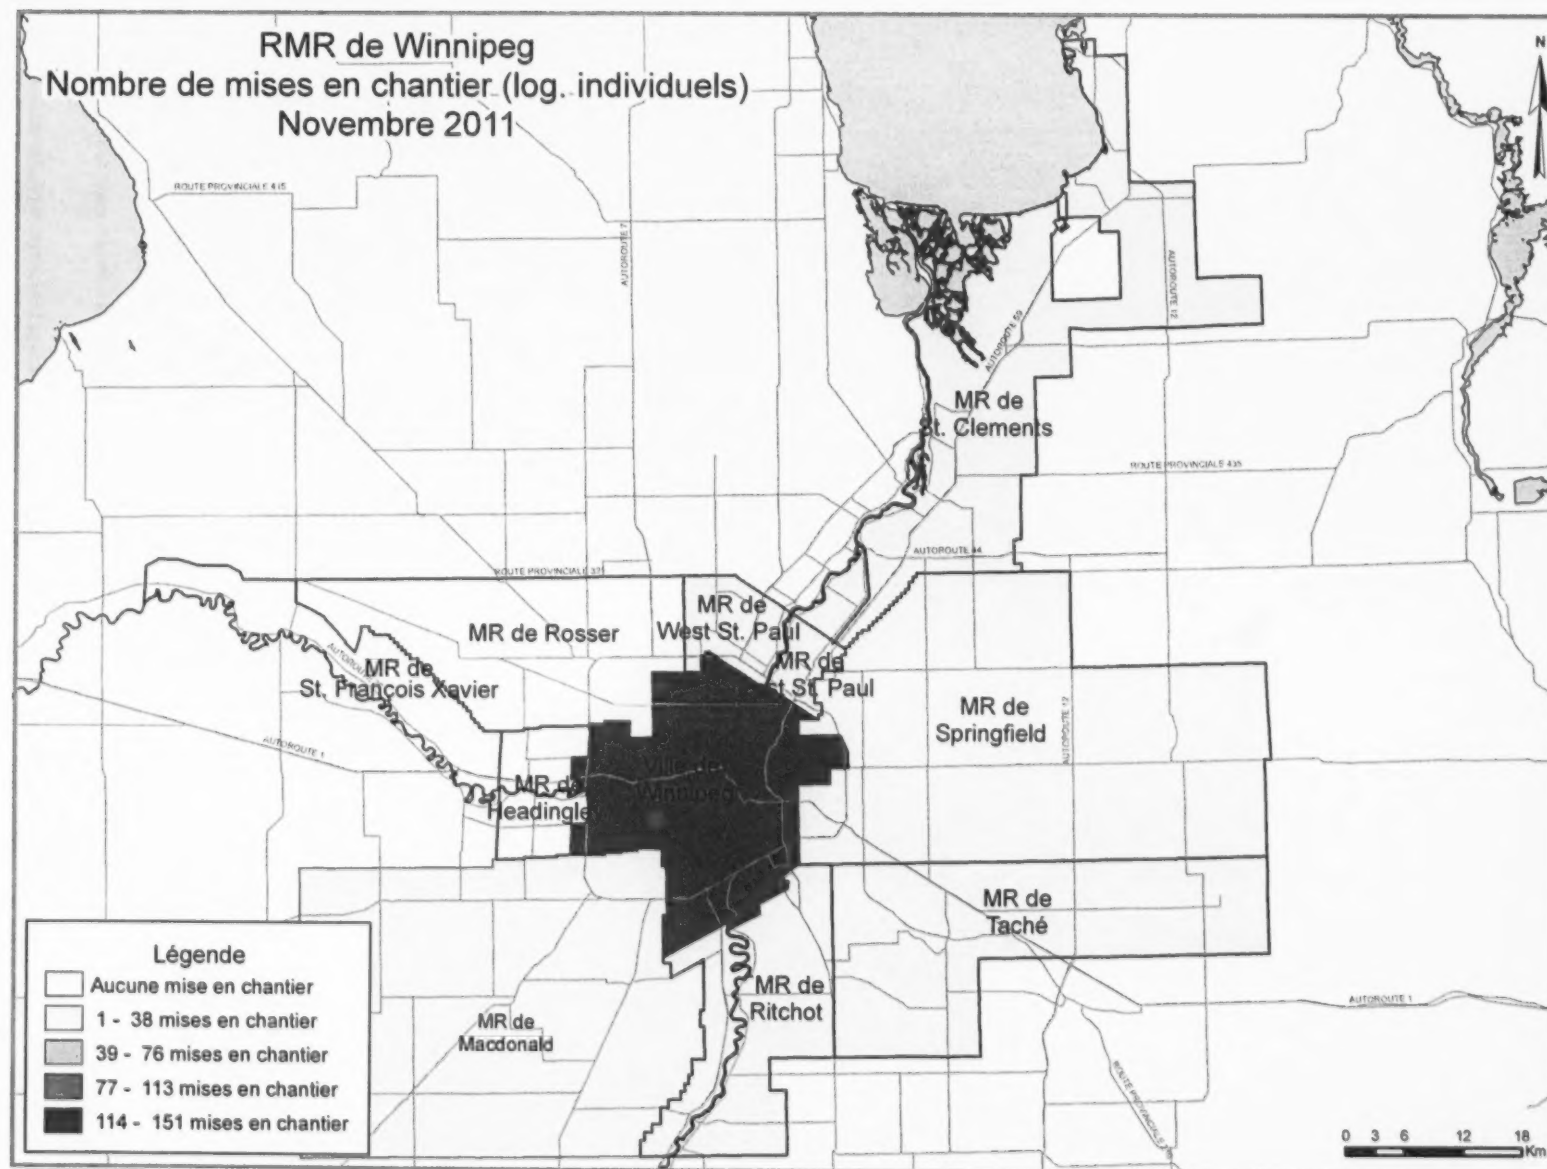 RMR de Winnipeg
Nombre de mises en chantier (log. individuels)
Novembre 2011
N
ROUTE PROVINCIALE 415
AUTOROUTE 7
AUTOROUTE 12
AUTOROUTE 59
MR de
St. Clements
ROUTE PROVINCIALE 435
AUTOROUTE 44
ROUTE PROVINCIALE 321
MR de
West St. Paul
MR de Rosser
MR de
st St. Paul
AUTOROUTE
MR de
St. François Xavier
MR de
Springfield
AUTOROUTE 12
AUTOROUTE 1
Ville de
Winnipeg
MR de
Headingle
MR de
Taché
MR de
Ritchot
AUTOROUTE 1
MR de
Macdonald
ROUTE PROVINCIALE
Légende
Aucune mise en chantier
1 - 38 mises en chantier
39 - 76 mises en chantier
77 - 113 mises en chantier
114 - 151 mises en chantier
0 3 6 12 18
Km